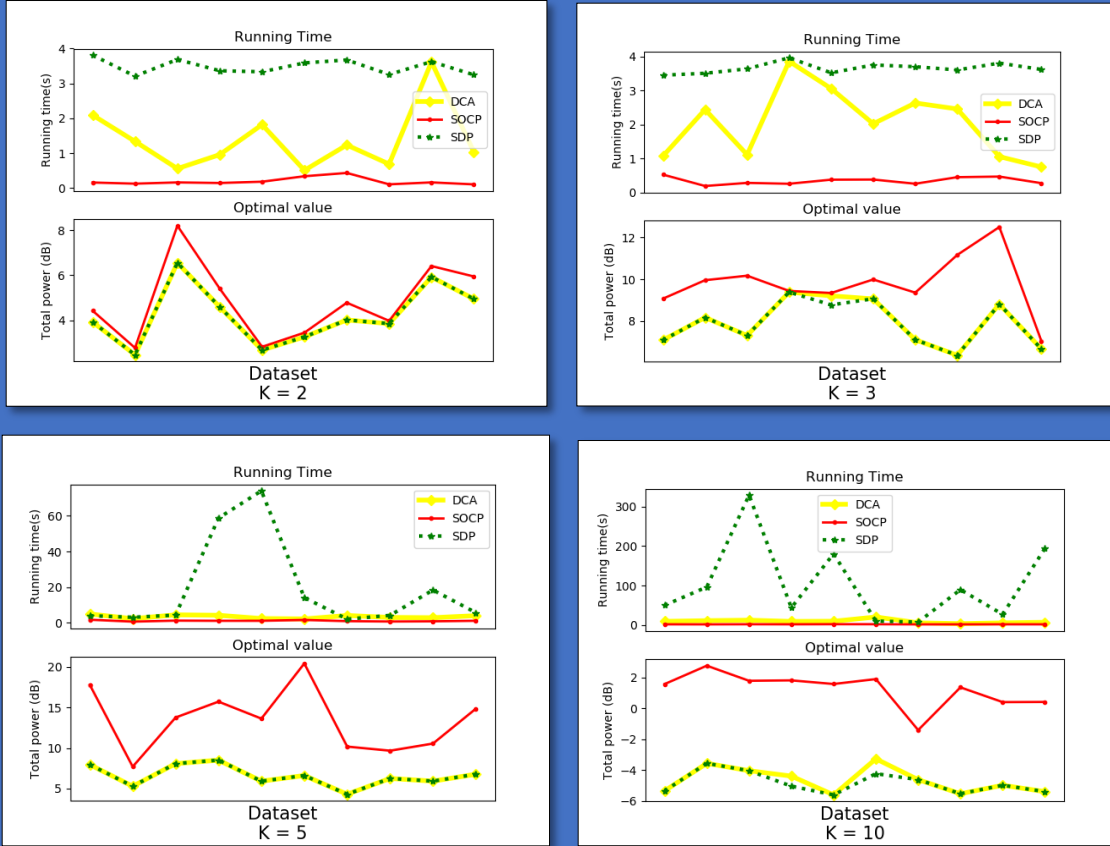 Running Time
Running time(s)
4
3
2
1
0
DCA
SOCP
SDP
Optimal value
Total power (dB)
8
6
4
Dataset
K = 2
Running Time
Running time(s)
4
3
2
1
0
DCA
SOCP
SDP
Optimal value
Total power (dB)
12
10
8
Dataset
K = 3
Running Time
Running time(s)
60
40
20
0
DCA
SOCP
SDP
Optimal value
Total power (dB)
20
15
10
5
Dataset
K = 5
Running Time
Running time(s)
300
200
100
0
DCA
SOCP
SDP
Optimal value
Total power (dB)
2
0
−2
−4
−6
Dataset
K = 10